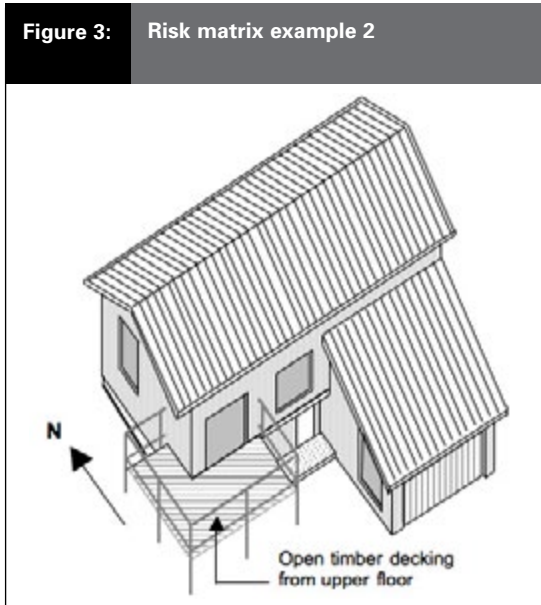 Figure 3: Risk matrix example 2
N
Open timber decking
from upper floor